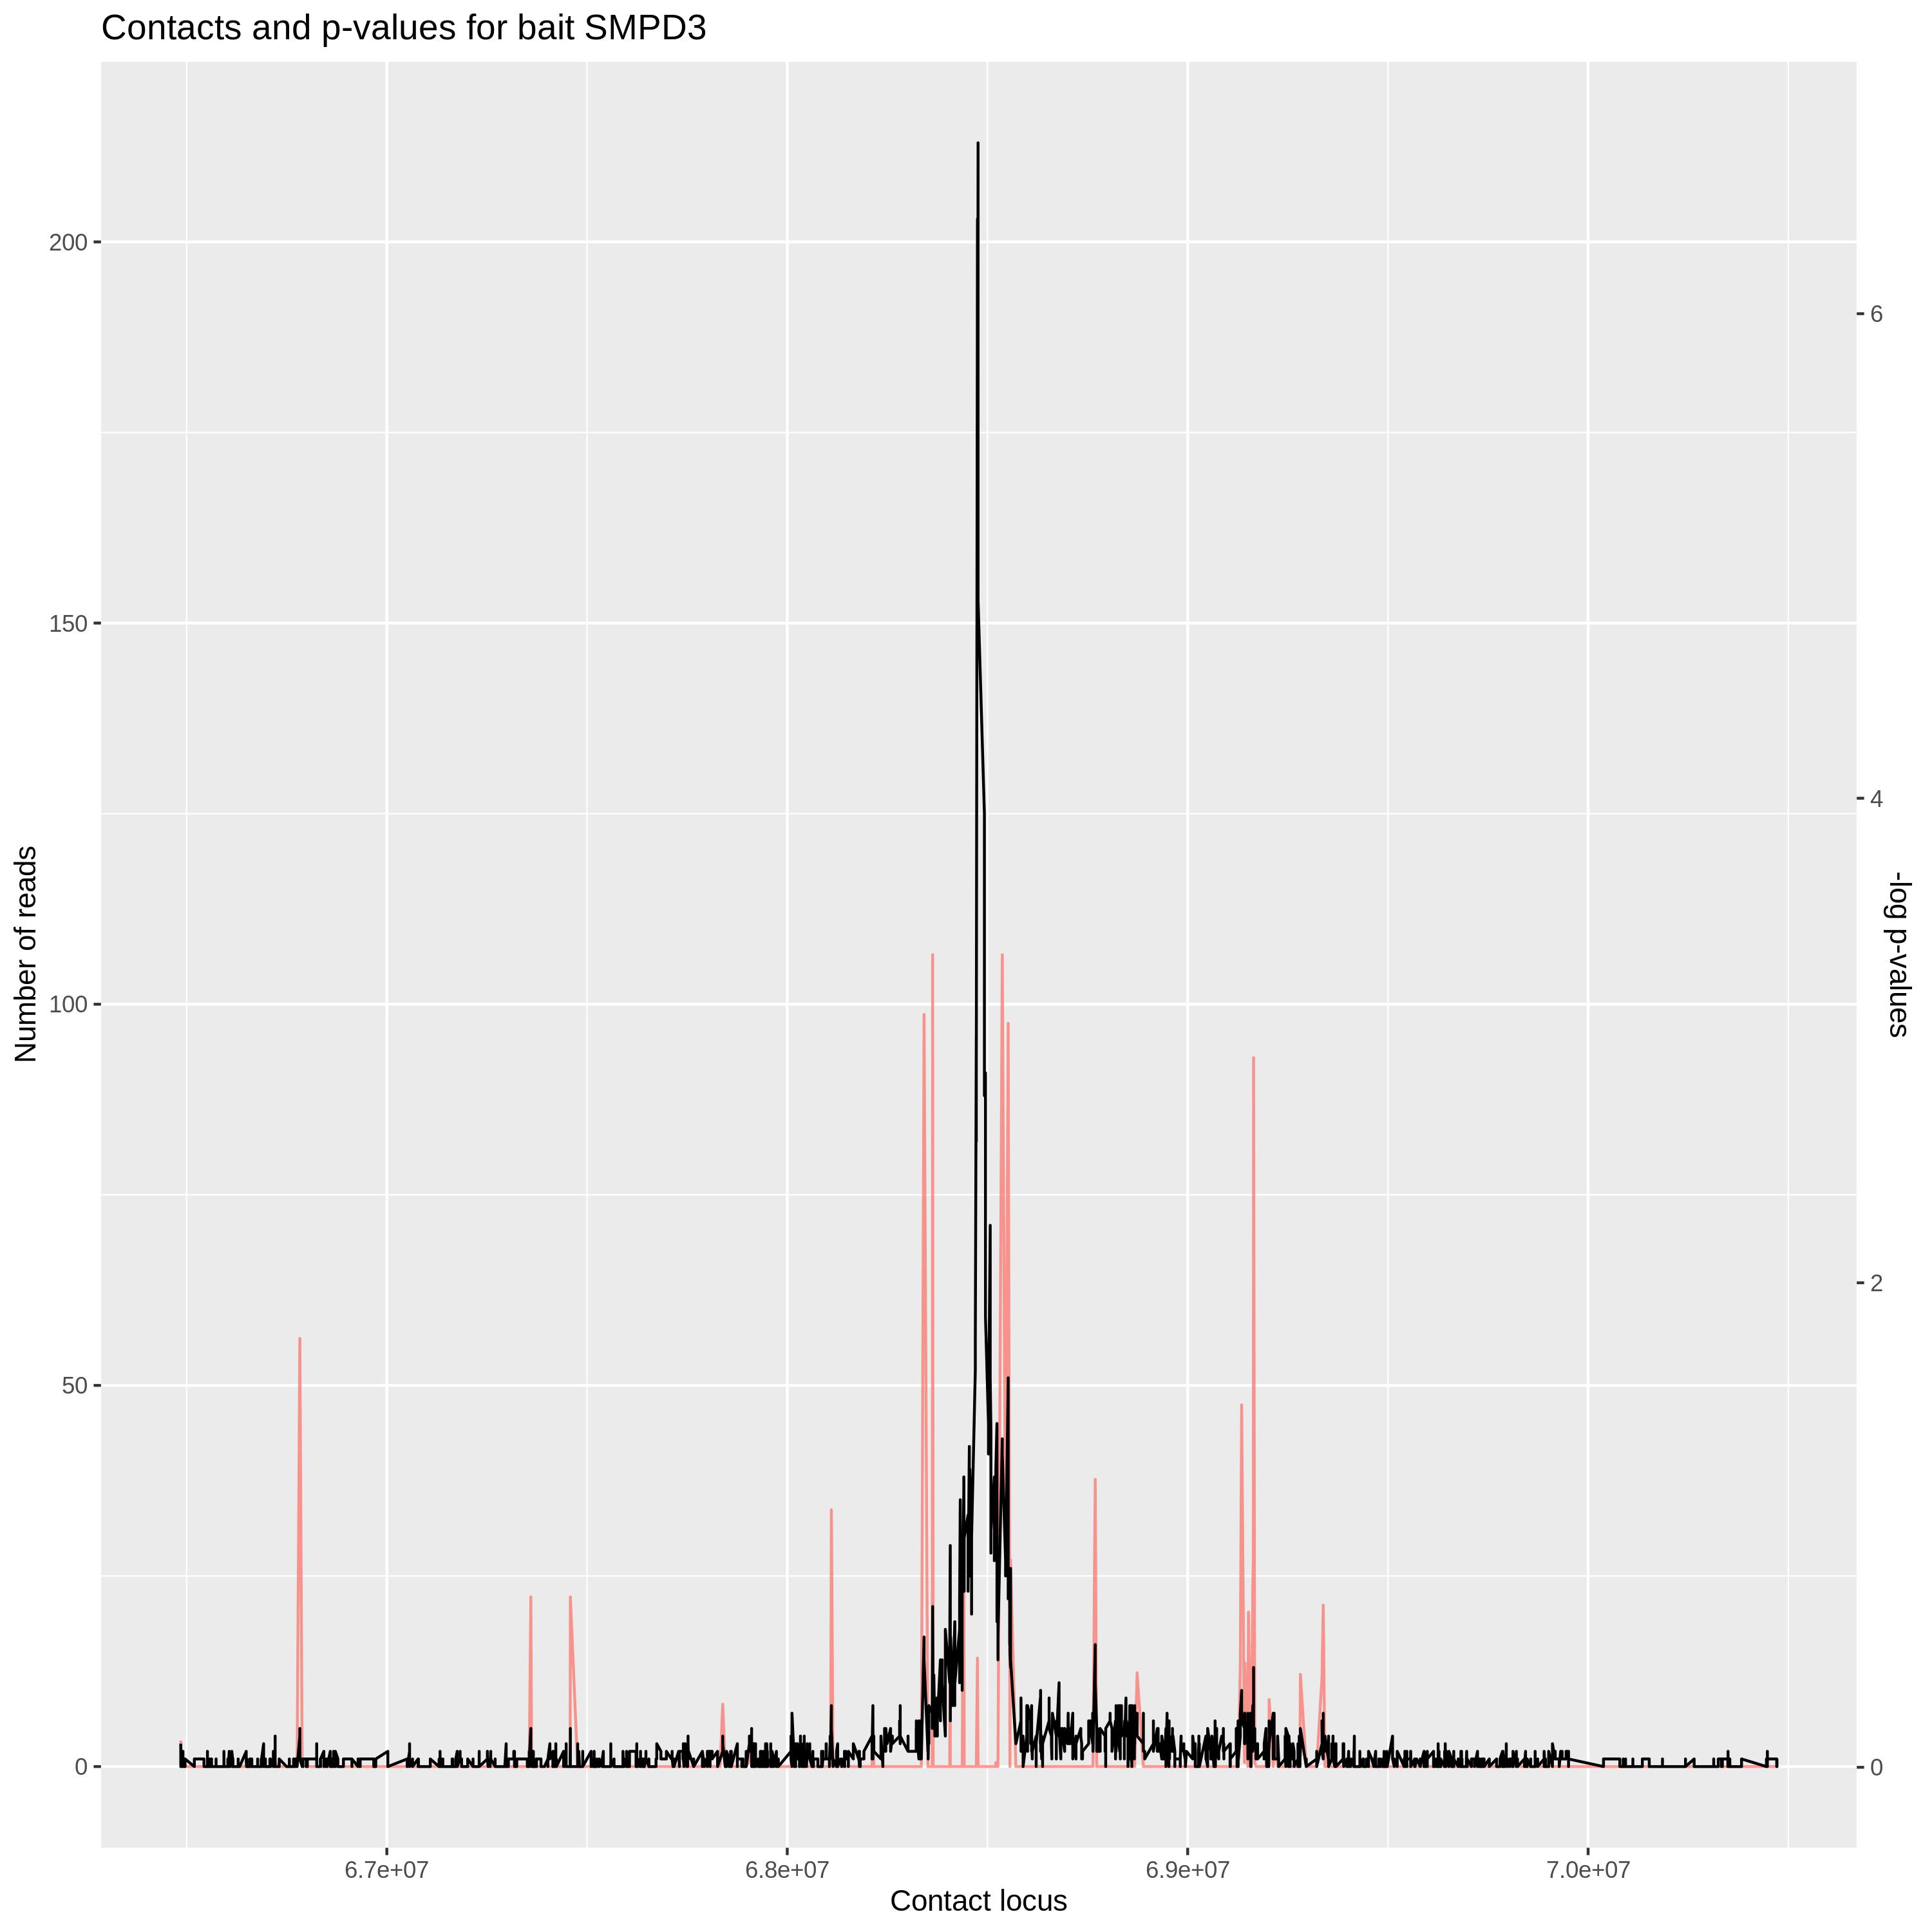 Contacts and p-values for bait SMPD3
200
150
100
50
0
Number of reads
6
4
2
0
-log p-values
6.7e+07
6.8e+07
6.9e+07
7.0e+07
Contact locus